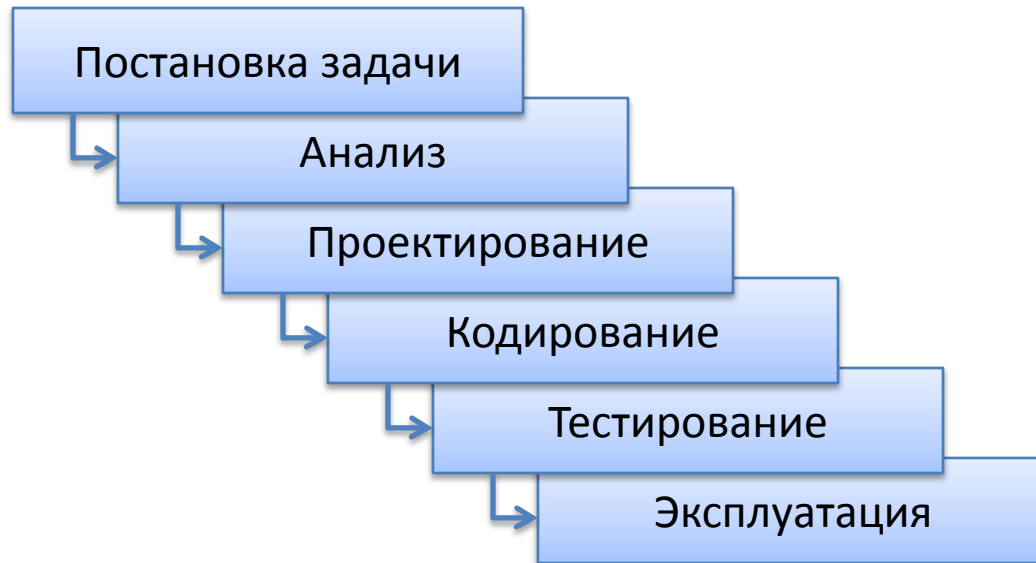 Постановка задачи
Анализ
Проектирование
Кодирование
Тестирование
Эксплуатация